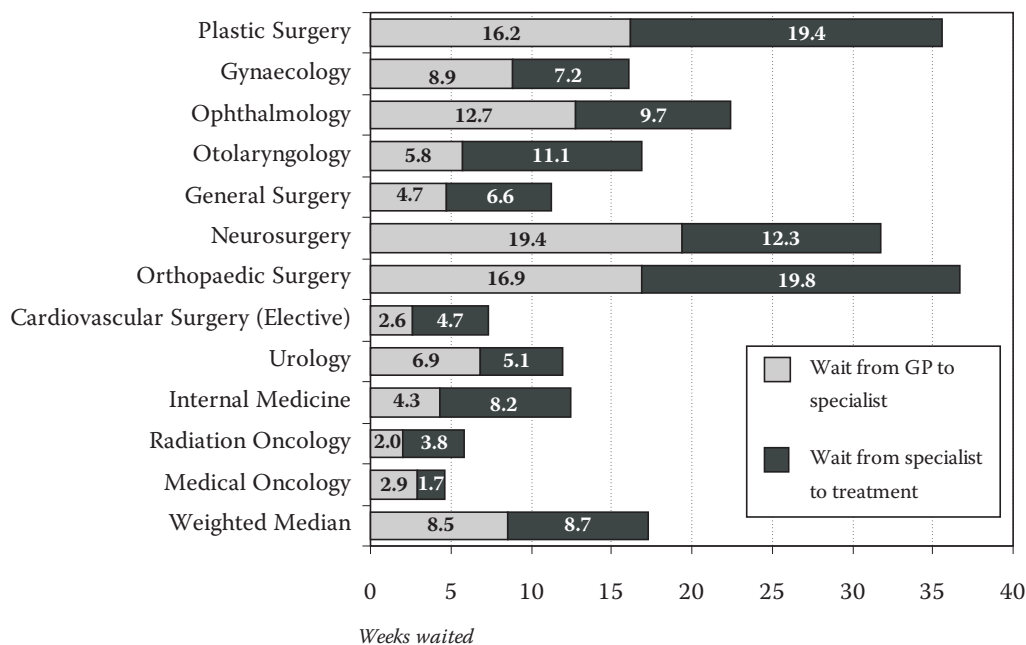 Plastic Surgery 16.2 19.4
Gynaecology 8.9 7.2
Ophthalmology 12.7 9.7
Otolaryngology 5.8 11.1
General Surgery 4.7 6.6
Neurosurgery 19.4 12.3
Orthopaedic Surgery 16.9 19.8
Cardiovascular Surgery (Elective) 2.6 4.7
Urology 6.9 5.1
Internal Medicine 4.3 8.2
Radiation Oncology 2.0 3.8
Medical Oncology 2.9 1.7
Weighted Median 8.5 8.7
Wait from GP to
specialist
Wait from specialist
to treatment
0 5 10 15 20 25 30 35 40
Weeks waited